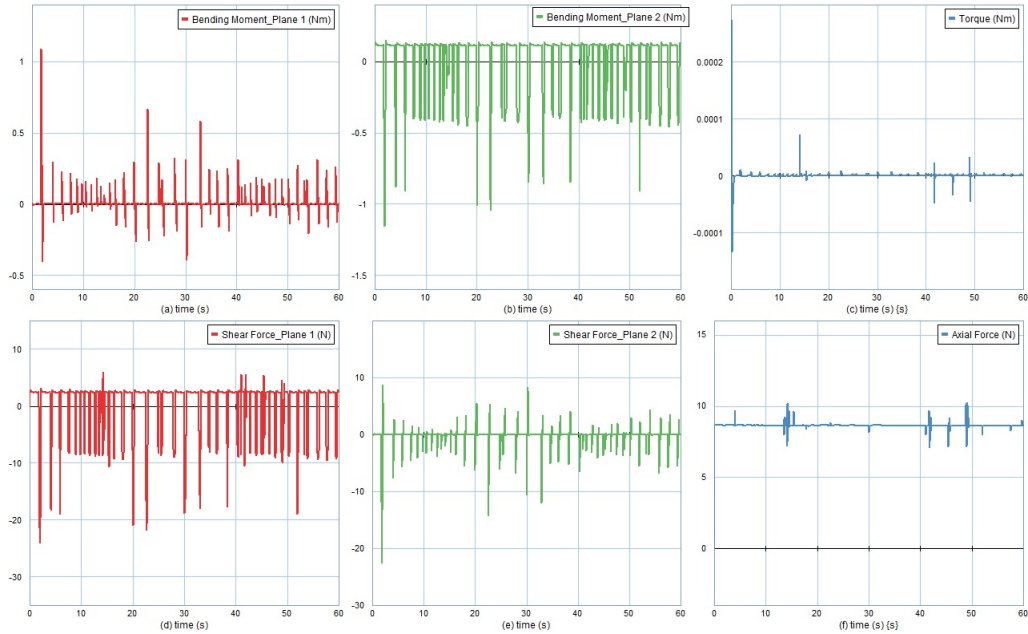 Bending Moment_Plane 1 (Nm)
1
0.5
0
-0.5
0 10 20 30 40 50 60
(a) time (s)
Bending Moment_Plane 2 (Nm)
0
-0.5
-1
-1.5
0 10 20 30 40 50 60
(b) time (s)
Torque (Nm)
0.0002
0.0001
0
-0.0001
0 10 20 30 40 50 60
(c) time (s) {s}
Shear Force_Plane 1 (N)
10
0
-10
-20
-30
0 10 20 30 40 50 60
(d) time (s)
Shear Force_Plane 2 (N)
10
0
-10
-20
-30
0 10 20 30 40 50 60
(e) time (s)
Axial Force (N)
15
10
5
0
0 10 20 30 40 50 60
(f) time (s) {s}